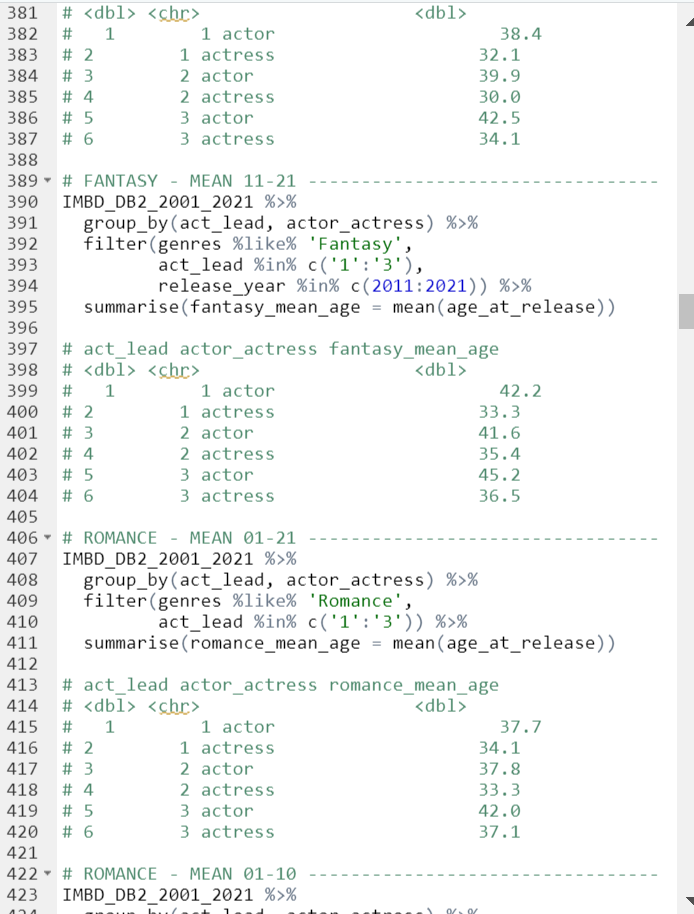 381 # <dbl> <chr> <dbl>
382 # 1 1 actor 38.4
383 # 2 1 actress 32.1
384 # 3 2 actor 39.9
385 # 4 2 actress 30.0
386 # 5 3 actor 42.5
387 # 6 3 actress 34.1
388
389 # FANTASY - MEAN 11-21 ---------------------------------
390 IMBD_DB2_2001_2021 %>%
391 group_by(act_lead, actor_actress) %>%
392 filter(genres %like% 'Fantasy',
393 act_lead %in% c('1':'3'),
394 release_year %in% c(2011:2021)) %>%
395 summarise(fantasy_mean_age = mean(age_at_release))
396
397 # act_lead actor_actress fantasy_mean_age
398 # <dbl> <chr> <dbl>
399 # 1 1 actor 42.2
400 # 2 1 actress 33.3
401 # 3 2 actor 41.6
402 # 4 2 actress 35.4
403 # 5 3 actor 45.2
404 # 6 3 actress 36.5
405
406 # ROMANCE - MEAN 01-21 ---------------------------------
407 IMBD_DB2_2001_2021 %>%
408 group_by(act_lead, actor_actress) %>%
409 filter(genres %like% 'Romance',
410 act_lead %in% c('1':'3')) %>%
411 summarise(romance_mean_age = mean(age_at_release))
412
413 # act_lead actor_actress romance_mean_age
414 # <dbl> <chr> <dbl>
415 # 1 1 actor 37.7
416 # 2 1 actress 34.1
417 # 3 2 actor 37.8
418 # 4 2 actress 33.3
419 # 5 3 actor 42.0
420 # 6 3 actress 37.1
421
422 # ROMANCE - MEAN 01-10 ---------------------------------
423 IMBD_DB2_2001_2021 %>%